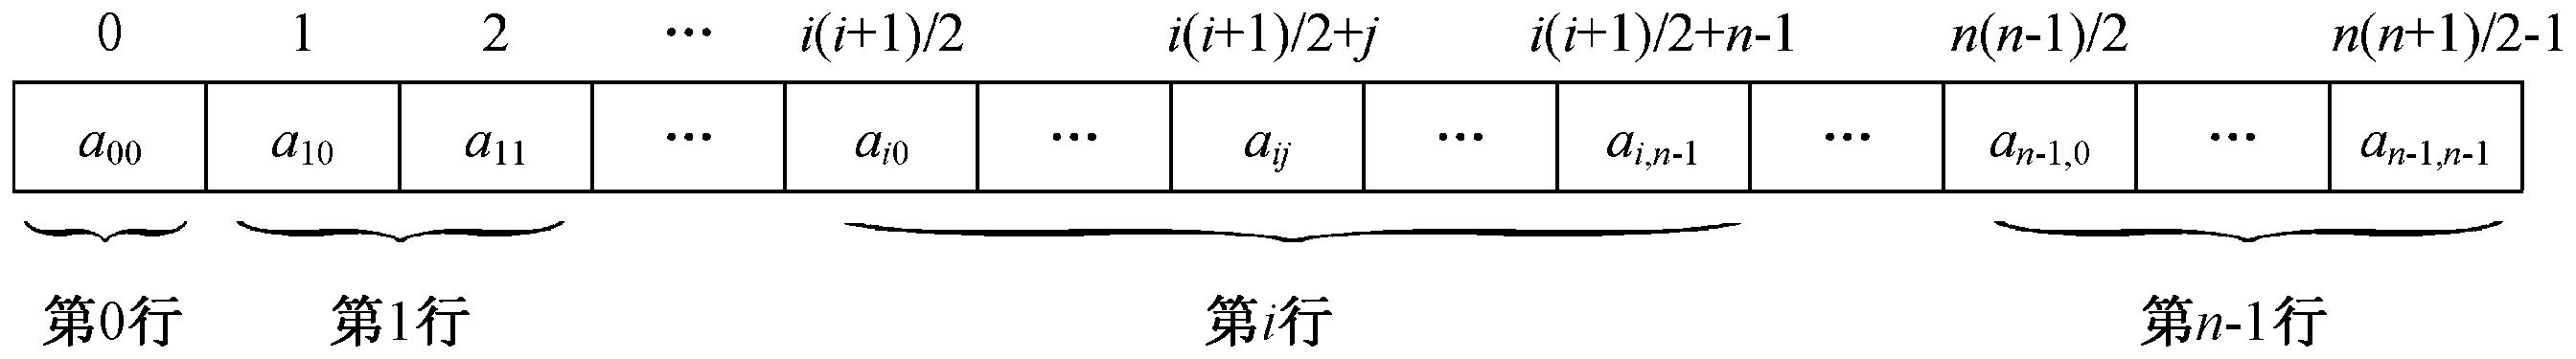 0 1 2 ··· i(i+1)/2 i(i+1)/2+j i(i+1)/2+n-1 n(n-1)/2 n(n+1)/2-1
a00 a10 a11 ··· ai0 ··· aij ··· ai,n-1 ··· an-1,0 ··· an-1,n-1
第0行 第1行 第i行 第n-1行